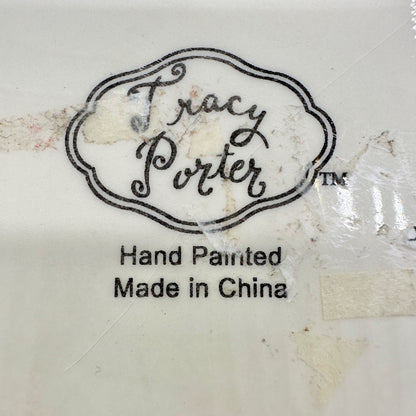 Tracy
Porter
TM
Hand Painted
Made in China